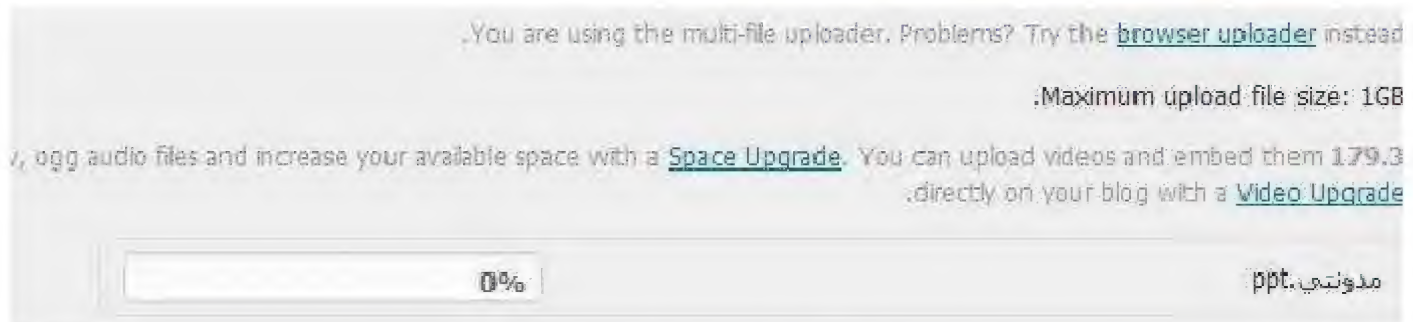 .You are using the multi-file uploader. Problems? Try the browser uploader instead
.Maximum upload file size: 1GB
, ogg audio files and increase your available space with a Space Upgrade. You can upload videos and embed them 179.3
.directly on your blog with a Video Upgrade
مدونتي.ppt
0%